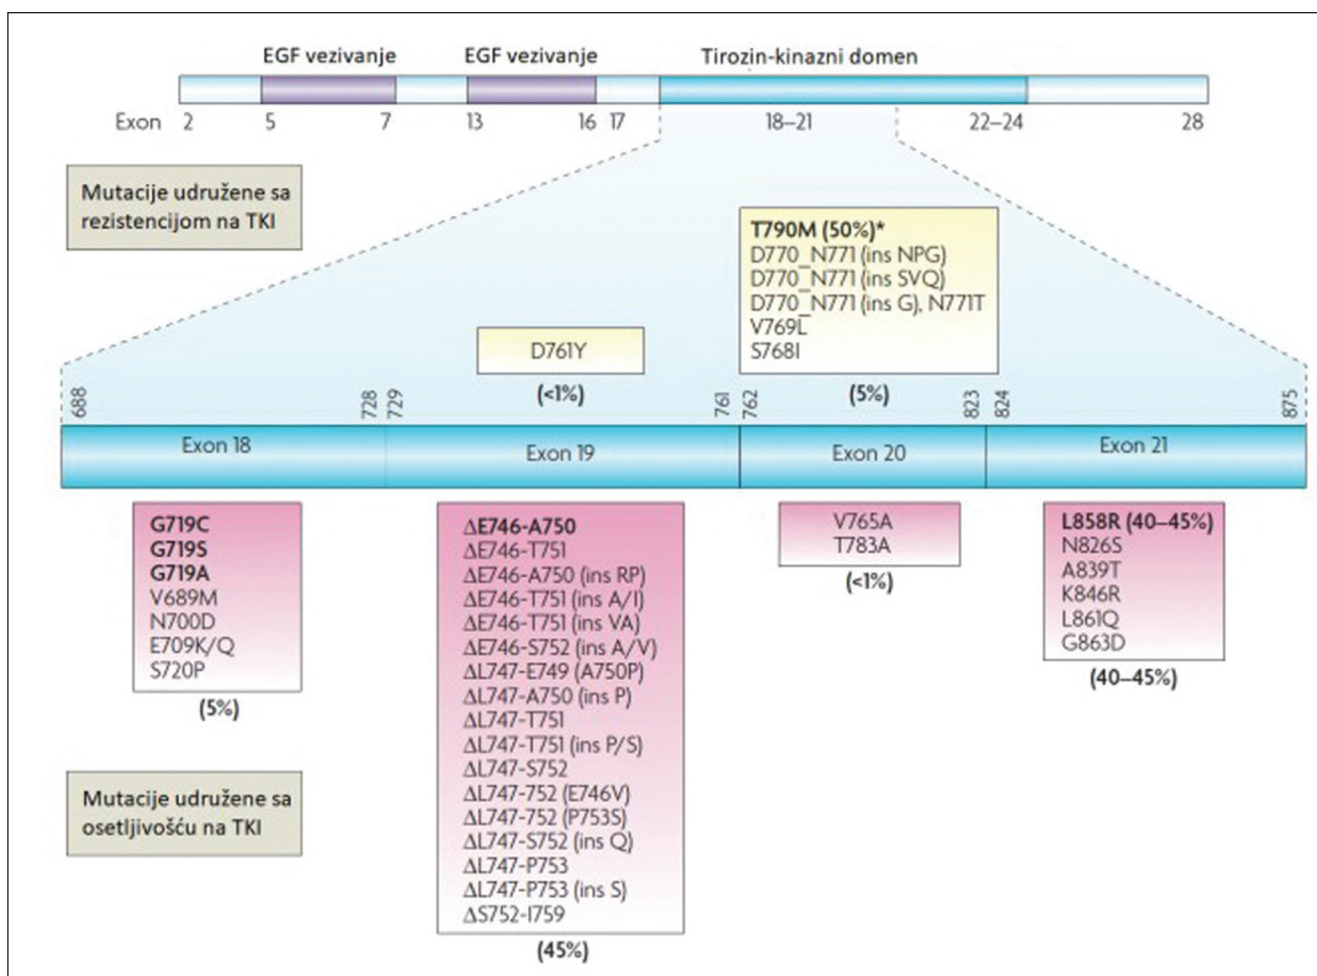 EGF vezivanje
EGF vezivanje
Tirozin-kinazni domen
Exon 2 5 7 13 16 17 18–21 22–24 28
Mutacije udružene sa
rezistencijom na TKI
T790M (50%)*
D770_N771 (ins NPG)
D770_N771 (ins SVQ)
D770_N771 (ins G), N771T
V769L
S768I
(5%)
D761Y
(<1%)
688 728 729 761 762 823 824 875
Exon 18
Exon 19
Exon 20
Exon 21
G719C
G719S
G719A
V689M
N700D
E709K/Q
S720P
(5%)
ΔE746-A750
ΔE746-T751
ΔE746-A750 (ins RP)
ΔE746-T751 (ins A/I)
ΔE746-T751 (ins VA)
ΔE746-S752 (ins A/V)
ΔL747-E749 (A750P)
ΔL747-A750 (ins P)
ΔL747-T751
ΔL747-T751 (ins P/S)
ΔL747-S752
ΔL747-752 (E746V)
ΔL747-752 (P753S)
ΔL747-S752 (ins Q)
ΔL747-P753
ΔL747-P753 (ins S)
ΔS752-I759
(45%)
V765A
T783A
(<1%)
L858R (40–45%)
N826S
A839T
K846R
L861Q
G863D
(40–45%)
Mutacije udružene sa
osetljivošću na TKI